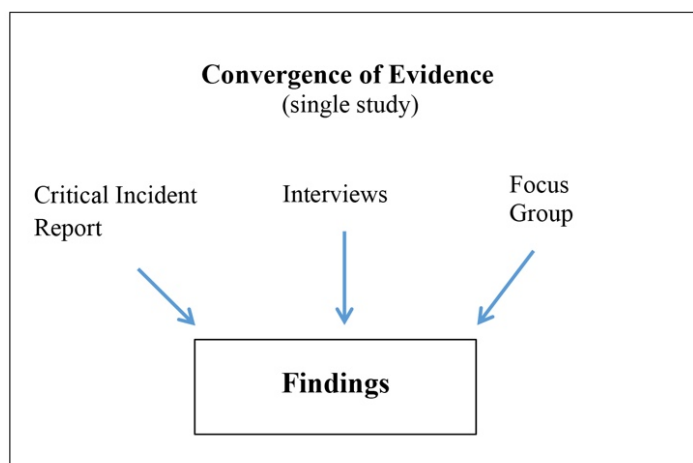 Convergence of Evidence
(single study)
Critical Incident
Report
Interviews
Focus
Group
Findings